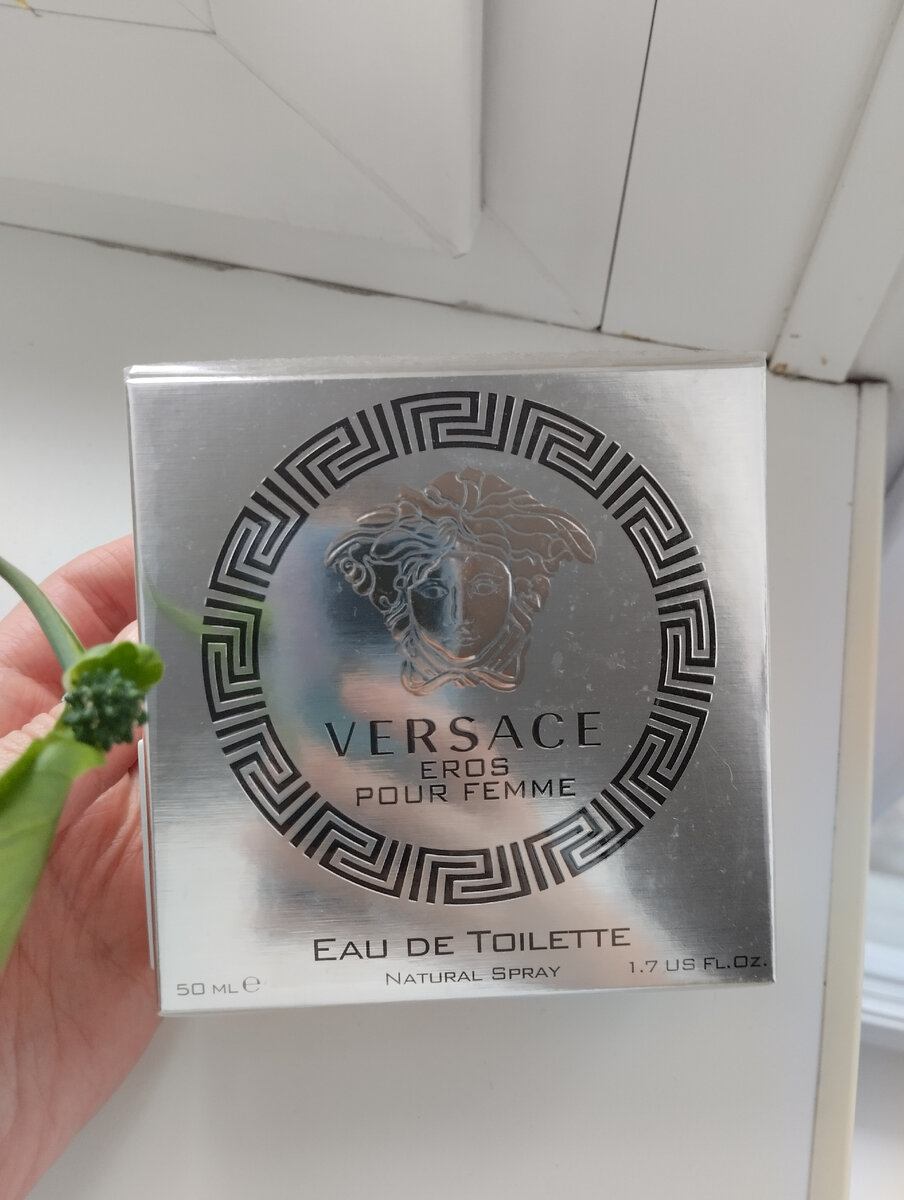 VERSACE
EROS
POUR FEMME
EAU DE TOILETTE
NATURAL SPRAY
50 ML ℮
1.7 US FL.OZ.